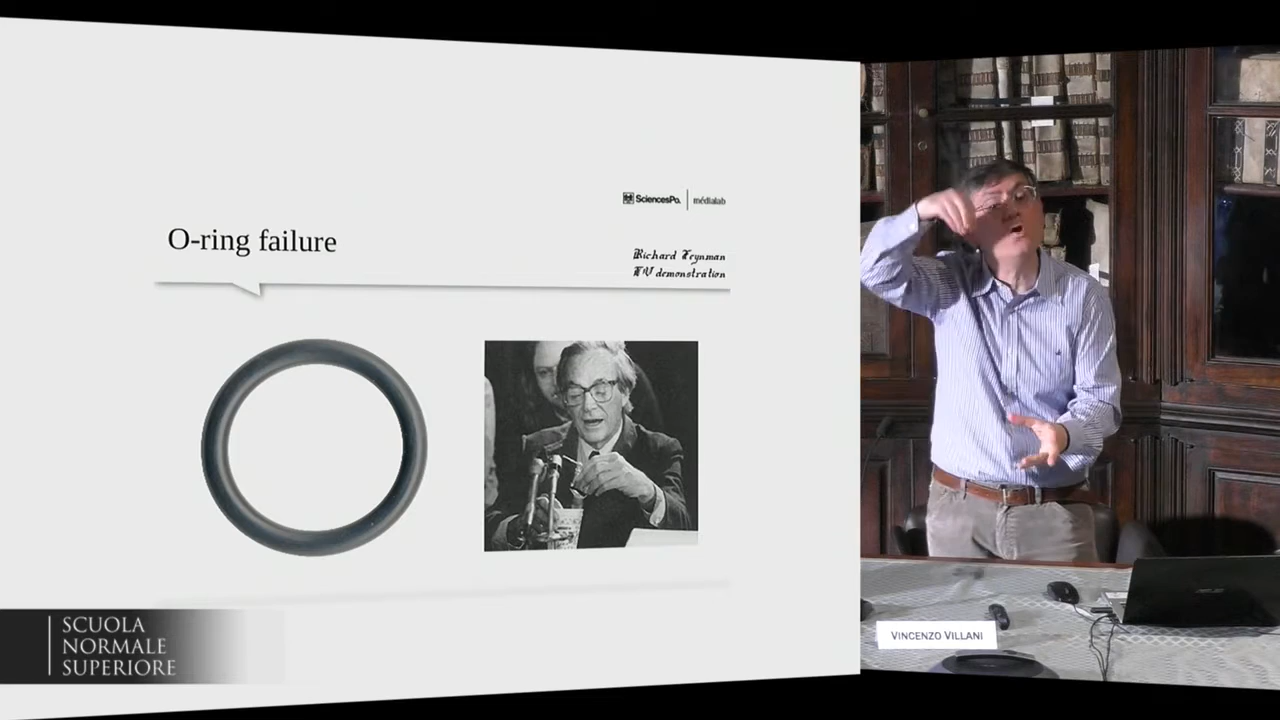 SciencesPo. | médialab
O-ring failure
Richard Feynman
TV demonstration
SCUOLA
NORMALE
SUPERIORE
VINCENZO VILLANI